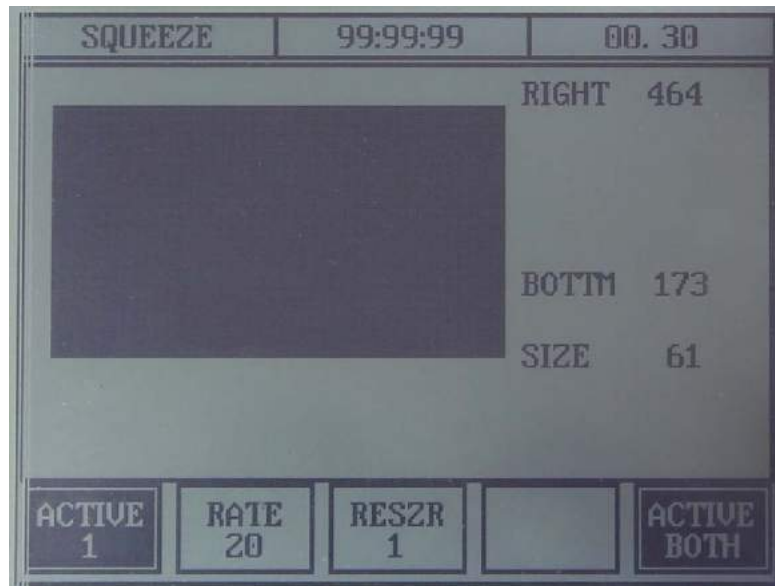 SQUEEZE 99:99:99 00. 30
RIGHT 464
BOTTM 173
SIZE 61
ACTIVE RATE RESZR ACTIVE
1 20 1 BOTH